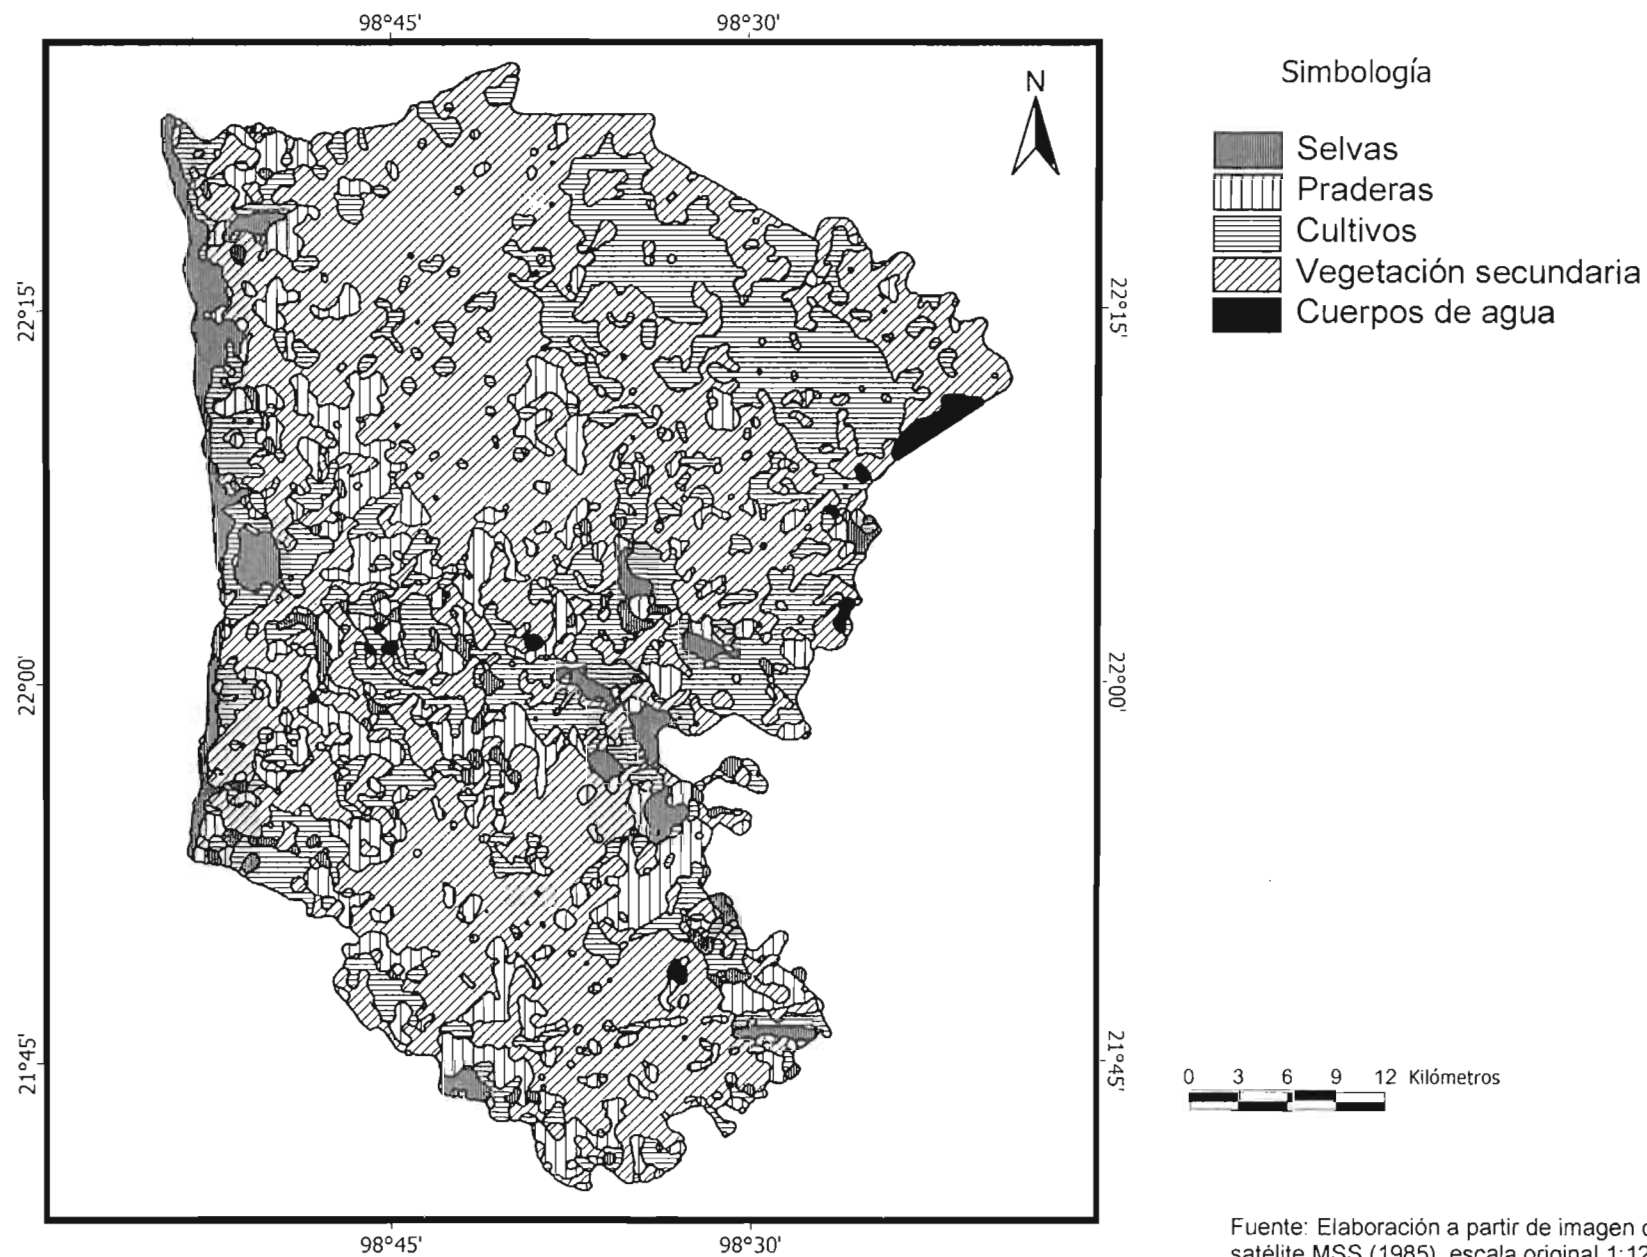 98°45'
98°30'
N
22°15'
22°15'
22°00'
22°00'
21°45'
21°45'
98°45'
98°30'
Simbología
Selvas
Praderas
Cultivos
Vegetación secundaria
Cuerpos de agua
0 3 6 9 12 Kilómetros
Fuente: Elaboración a partir de imagen
satélite MSS (1985), escala original